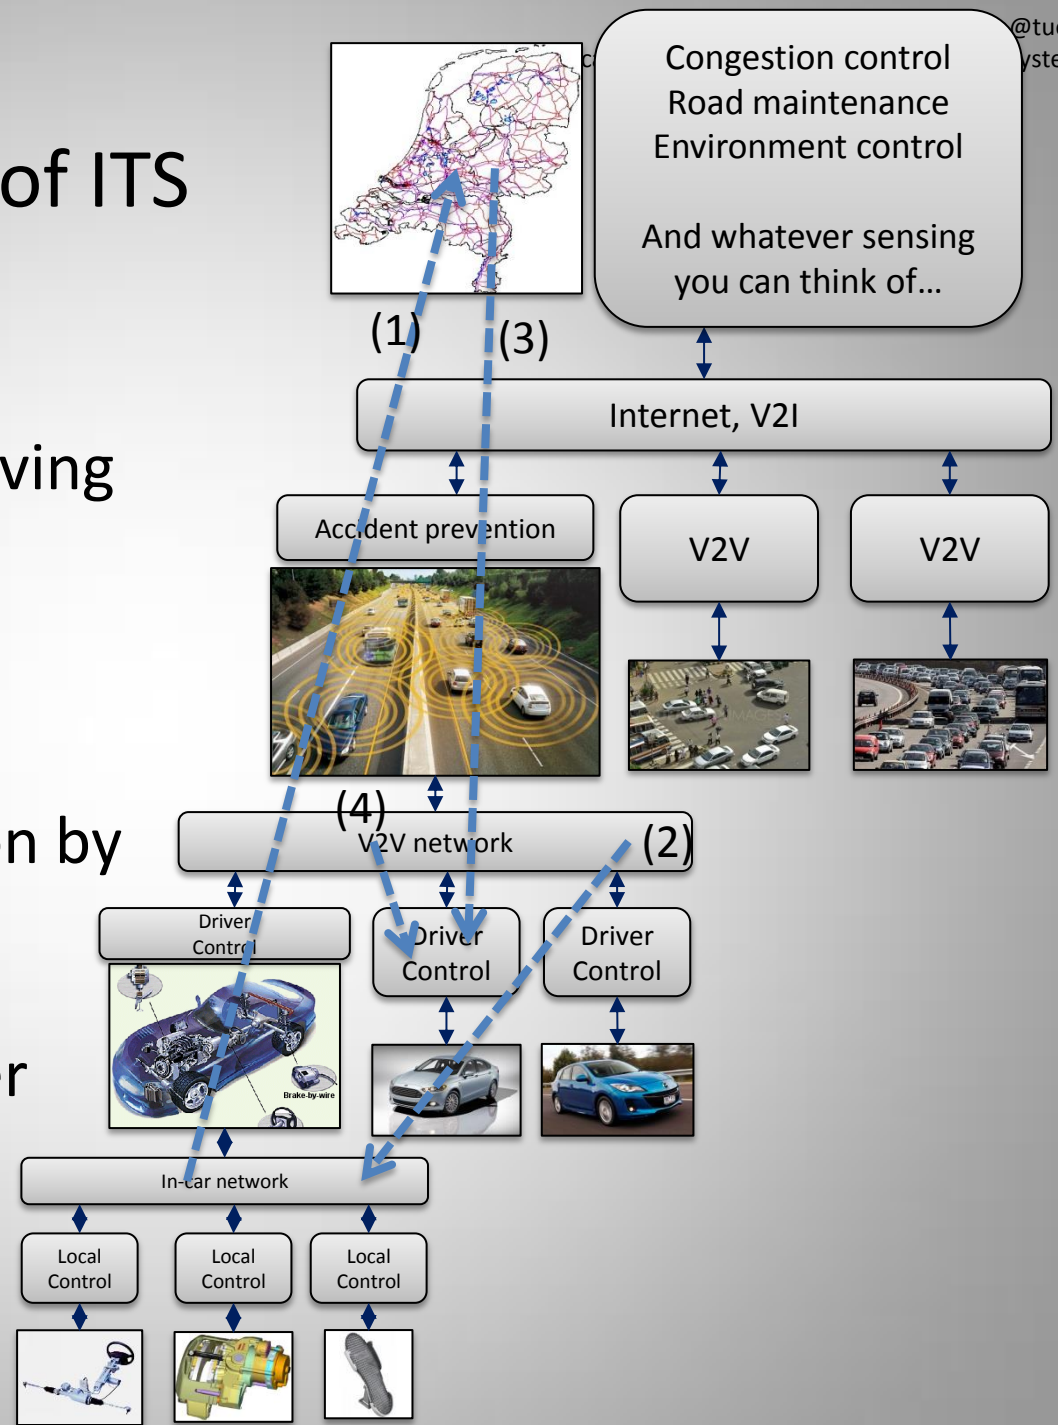 @tue
Congestion control
Road maintenance
Environment control
And whatever sensing
you can think of...
of ITS
(1)
(3)
Internet, V2I
ving
Accident prevention
V2V
V2V
(4)
n by
V2V network
(2)
Driver
Control
Driver
Control
Driver
Control
er
Brake-by-wire
In-car network
Local
Control
Local
Control
Local
Control